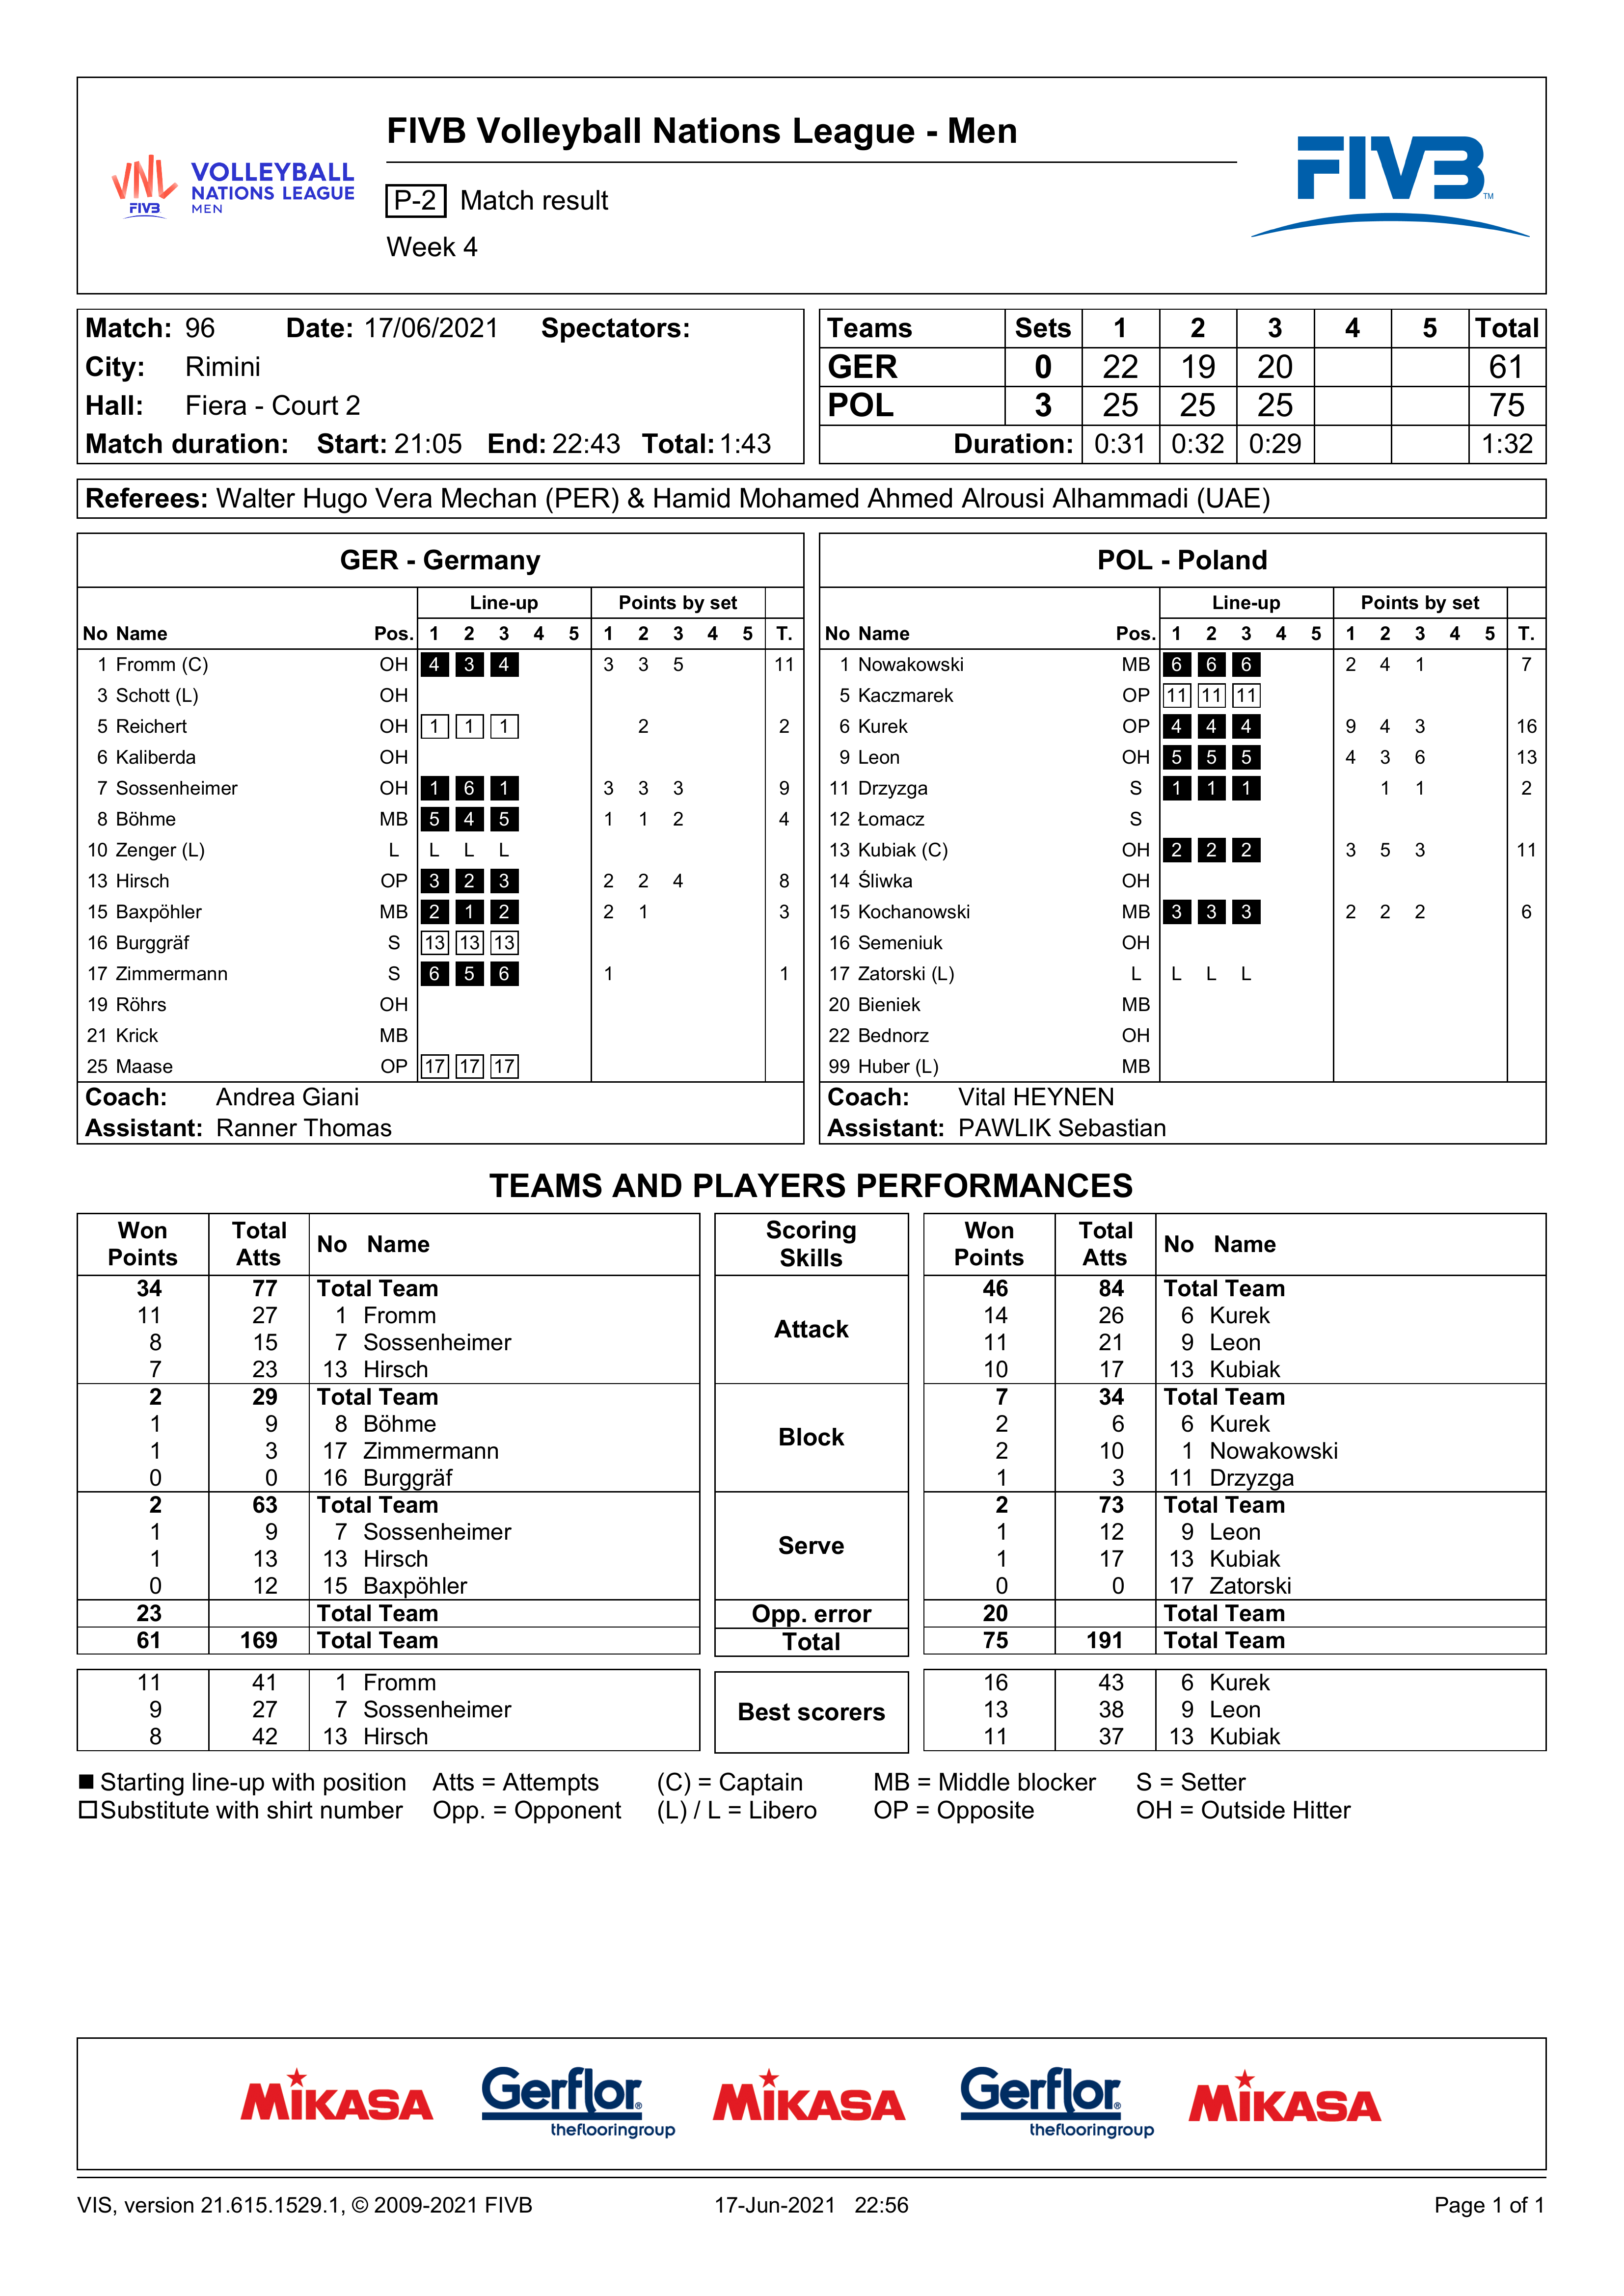 FIVB Volleyball Nations League - Men
VNL FIVB VOLLEYBALL NATIONS LEAGUE MEN
P-2 Match result
Week 4
FIVB TM
Match: 96 Date: 17/06/2021 Spectators:
City: Rimini
Hall: Fiera - Court 2
Match duration: Start: 21:05 End: 22:43 Total: 1:43
Teams Sets 1 2 3 4 5 Total
GER 0 22 19 20 61
POL 3 25 25 25 75
Duration: 0:31 0:32 0:29 1:32
Referees: Walter Hugo Vera Mechan (PER) & Hamid Mohamed Ahmed Alrousi Alhammadi (UAE)
GER - Germany
Line-up Points by set
No Name Pos. 1 2 3 4 5 1 2 3 4 5 T.
1 Fromm (C) OH 4 3 4 3 3 5 11
3 Schott (L) OH
5 Reichert OH 1 1 1 2 2
6 Kaliberda OH
7 Sossenheimer OH 1 6 1 3 3 3 9
8 Böhme MB 5 4 5 1 1 2 4
10 Zenger (L) L L L L
13 Hirsch OP 3 2 3 2 2 4 8
15 Baxpöhler MB 2 1 2 2 1 3
16 Burggräf S 13 13 13
17 Zimmermann S 6 5 6 1 1
19 Röhrs OH
21 Krick MB
25 Maase OP 17 17 17
Coach: Andrea Giani
Assistant: Ranner Thomas
POL - Poland
Line-up Points by set
No Name Pos. 1 2 3 4 5 1 2 3 4 5 T.
1 Nowakowski MB 6 6 6 2 4 1 7
5 Kaczmarek OP 11 11 11
6 Kurek OP 4 4 4 9 4 3 16
9 Leon OH 5 5 5 4 3 6 13
11 Drzyzga S 1 1 1 1 1 2
12 Łomacz S
13 Kubiak (C) OH 2 2 2 3 5 3 11
14 Śliwka OH
15 Kochanowski MB 3 3 3 2 2 2 6
16 Semeniuk OH
17 Zatorski (L) L L L L
20 Bieniek MB
22 Bednorz OH
99 Huber (L) MB
Coach: Vital HEYNEN
Assistant: PAWLIK Sebastian
TEAMS AND PLAYERS PERFORMANCES
Won Points Total Atts No Name Scoring Skills Won Points Total Atts No Name
34 77 Total Team Attack 46 84 Total Team
11 27 1 Fromm 14 26 6 Kurek
8 15 7 Sossenheimer 11 21 9 Leon
7 23 13 Hirsch 10 17 13 Kubiak
2 29 Total Team Block 7 34 Total Team
1 9 8 Böhme 2 6 6 Kurek
1 3 17 Zimmermann 2 10 1 Nowakowski
0 0 16 Burggräf 1 3 11 Drzyzga
2 63 Total Team Serve 2 73 Total Team
1 9 7 Sossenheimer 1 12 9 Leon
1 13 13 Hirsch 1 17 13 Kubiak
0 12 15 Baxpöhler 0 0 17 Zatorski
23 Total Team Opp. error 20 Total Team
61 169 Total Team Total 75 191 Total Team
11 41 1 Fromm Best scorers 16 43 6 Kurek
9 27 7 Sossenheimer 13 38 9 Leon
8 42 13 Hirsch 11 37 13 Kubiak
Starting line-up with position Atts = Attempts (C) = Captain MB = Middle blocker S = Setter
Substitute with shirt number Opp. = Opponent (L) / L = Libero OP = Opposite OH = Outside Hitter
MIKASA Gerflor® theflooringgroup MIKASA Gerflor® theflooringgroup MIKASA
VIS, version 21.615.1529.1, © 2009-2021 FIVB 17-Jun-2021 22:56 Page 1 of 1